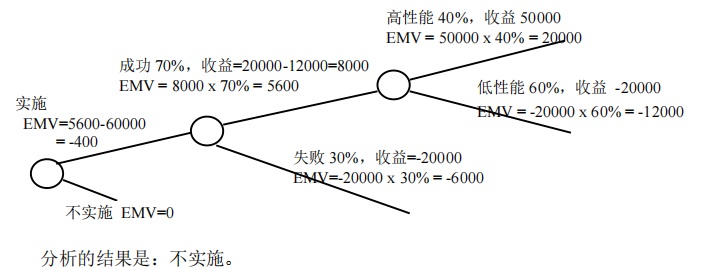 高性能 40%，收益 50000
EMV = 50000 x 40% = 20000
成功 70%，收益=20000-12000=8000
EMV = 8000 x 70% = 5600
低性能 60%，收益 -20000
EMV = -20000 x 60% = -12000
实施
EMV=5600-60000
= -400
失败 30%，收益=-20000
EMV=-20000 x 30% = -6000
不实施 EMV=0
分析的结果是：不实施。